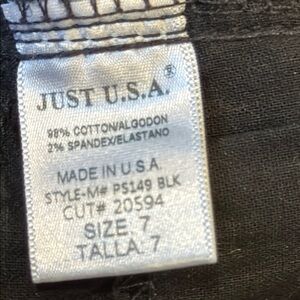 JUST U.S.A.®
98% COTTON/ALGODON
2% SPANDEX/ELASTANO
MADE IN U.S.A
STYLE-M# PS149 BLK
CUT# 20594
SIZE: 7
TALLA: 7